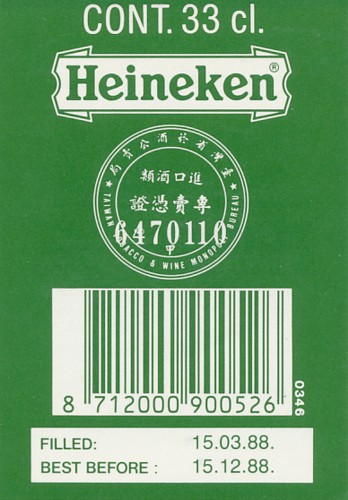 CONT. 33 cl.
Heineken®
臺灣省菸酒公賣局
進口酒類
專賣憑證
6470110
甲
TAIWAN TOBACCO & WINE MONOPOLY BUREAU
8 712000 900526
0346
FILLED: 15.03.88.
BEST BEFORE : 15.12.88.